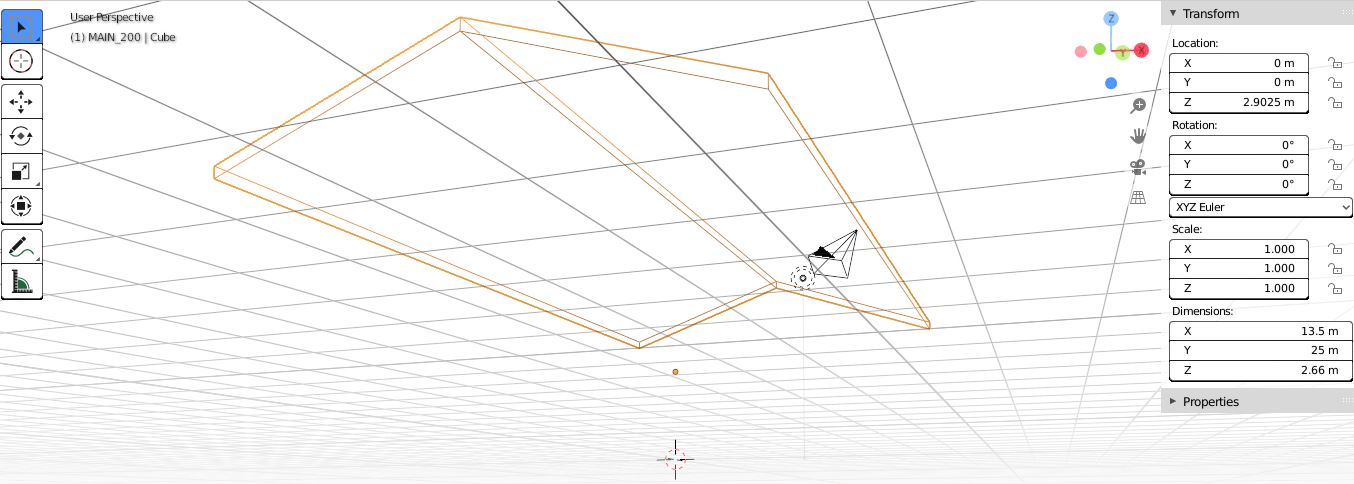 User Perspective
(1) MAIN_200 | Cube
Z
Y
X
Transform
Location:
X 0 m
Y 0 m
Z 2.9025 m
Rotation:
X 0°
Y 0°
Z 0°
XYZ Euler
Scale:
X 1.000
Y 1.000
Z 1.000
Dimensions:
X 13.5 m
Y 25 m
Z 2.66 m
Properties